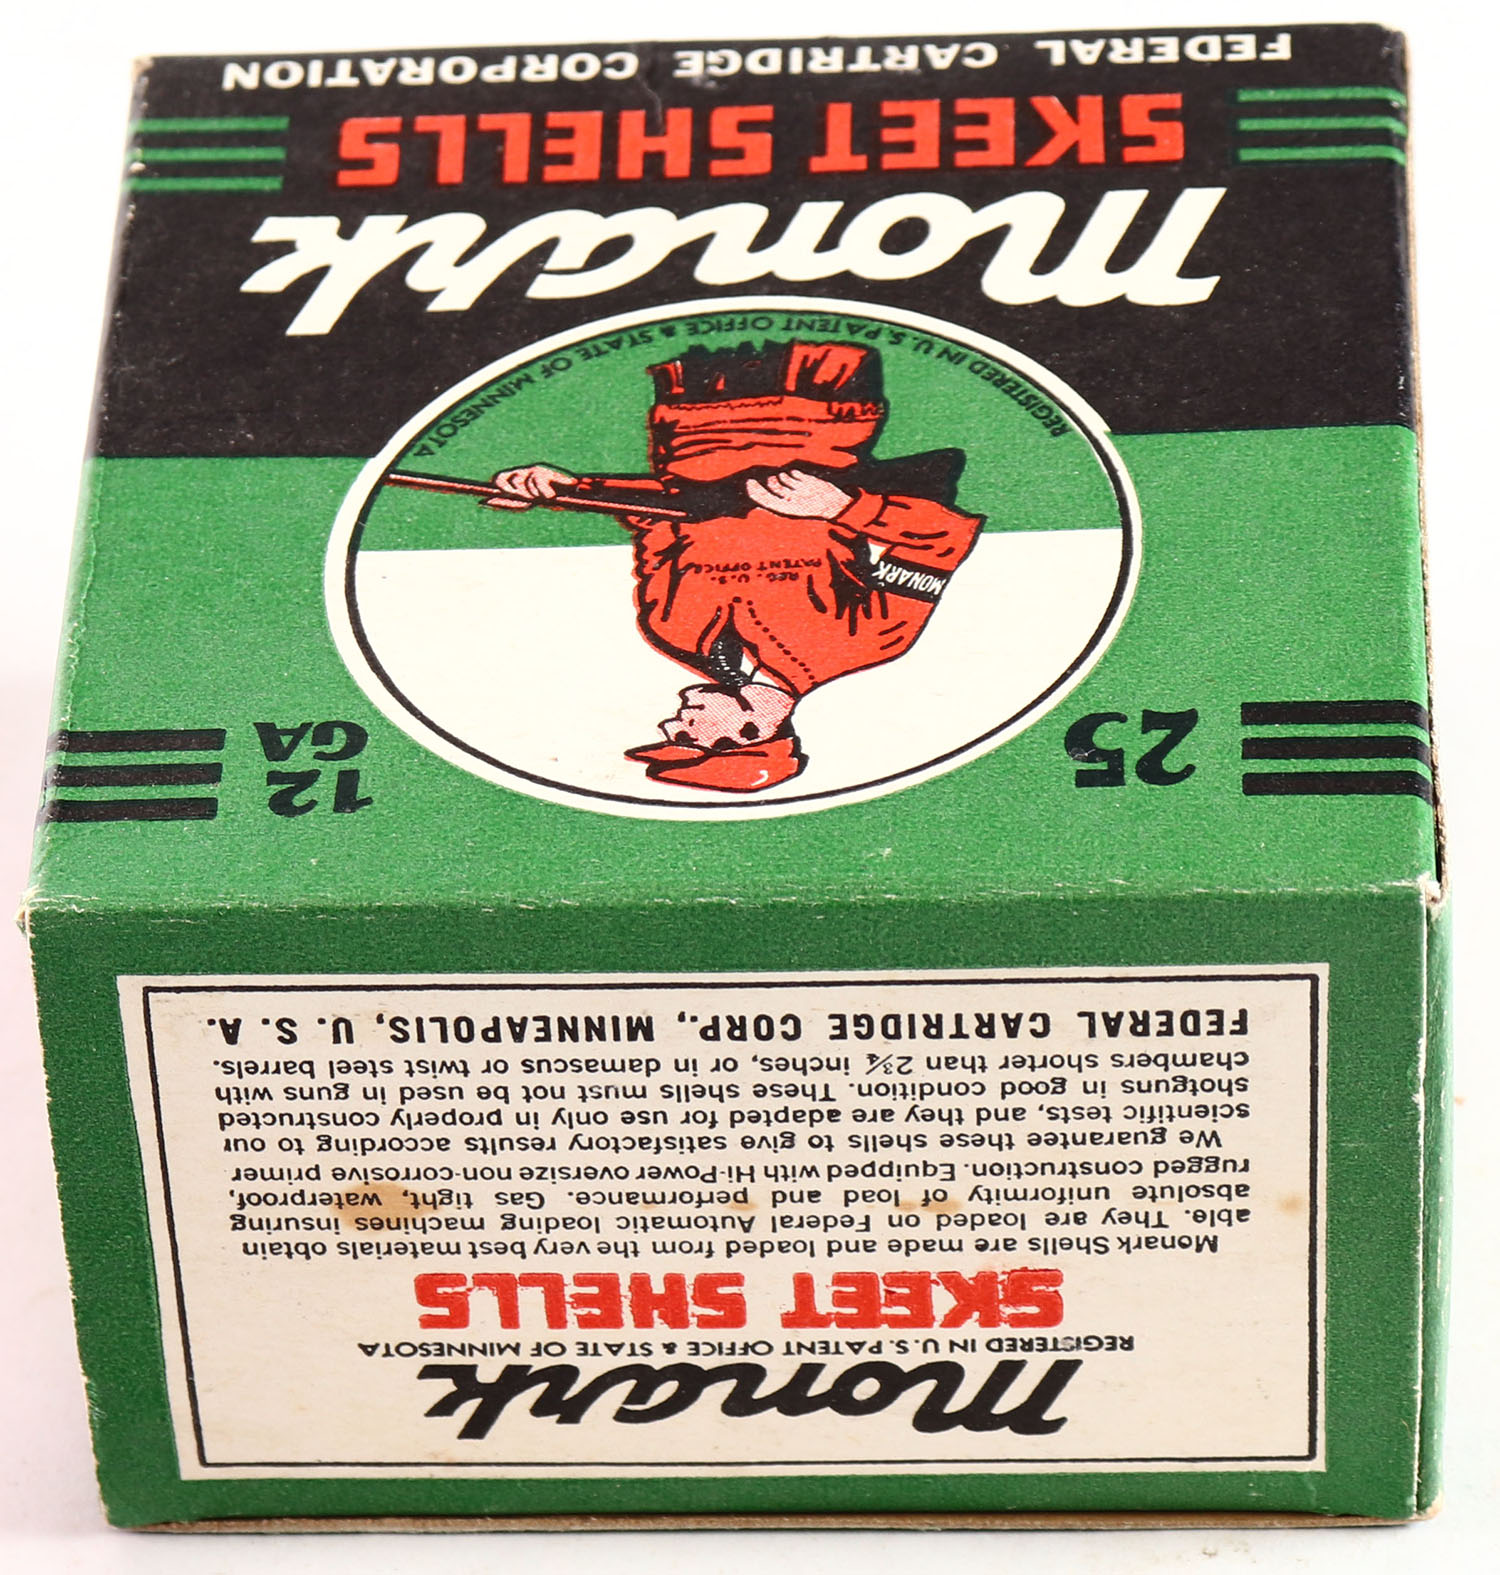 Monark
REGISTERED IN U.S. PATENT OFFICE & STATE OF MINNESOTA
SKEET SHELLS
Monark Shells are made and loaded from the very best materials obtain
able. They are loaded on Federal Automatic loading machines insuring
absolute uniformity of load and performance. Gas tight, waterproof,
rugged construction. Equipped with Hi-Power oversize non-corrosive primer
We guarantee these shells to give satisfactory results according to our
scientific tests, and they are adapted for use only in properly constructed
shotguns in good condition. These shells must not be used in guns with
chambers shorter than 2¾ inches, or in damascus or twist steel barrels.
FEDERAL CARTRIDGE CORP., MINNEAPOLIS, U. S. A.
25
12
GA
MONARK
REG. U.S.
PATENT OFFICE
REGISTERED IN U.S. PATENT OFFICE & STATE OF MINNESOTA
Monark
SKEET SHELLS
FEDERAL CARTRIDGE CORPORATION